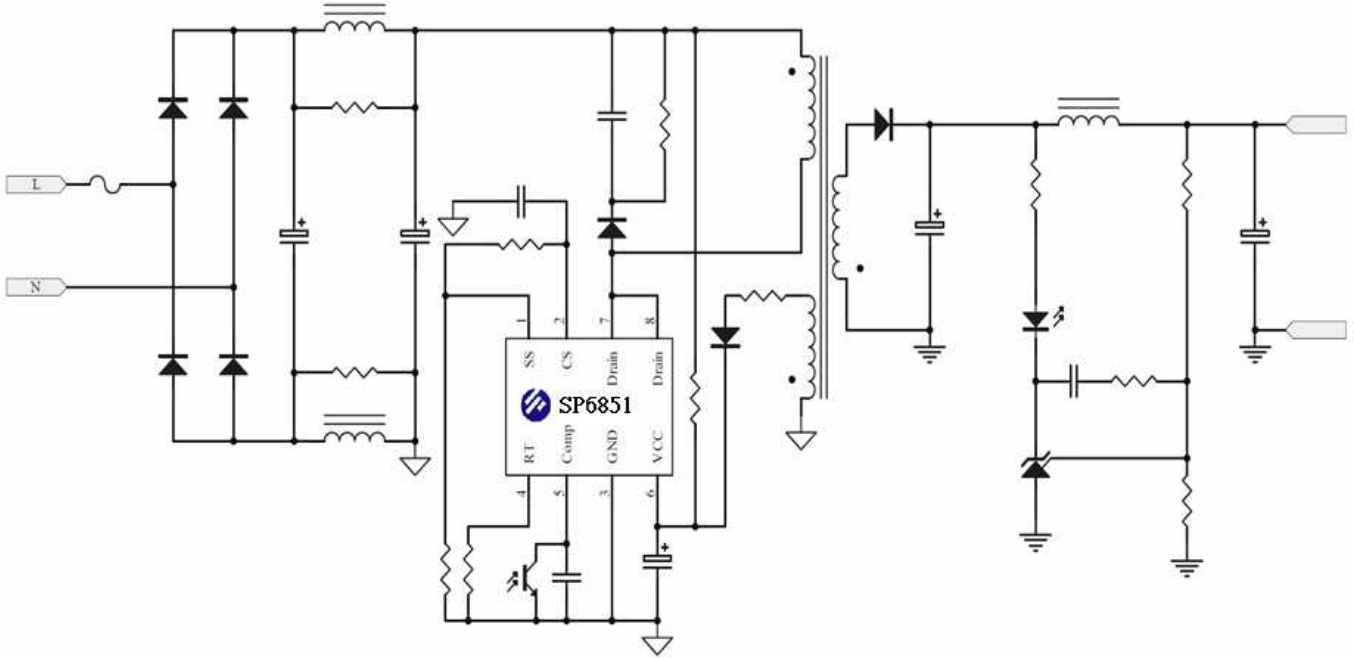 L
N
+
+
+
+
1
2
7
8
SS
CS
Drain
Drain
SP6851
RT
Comp
GND
VCC
4
5
3
6
+